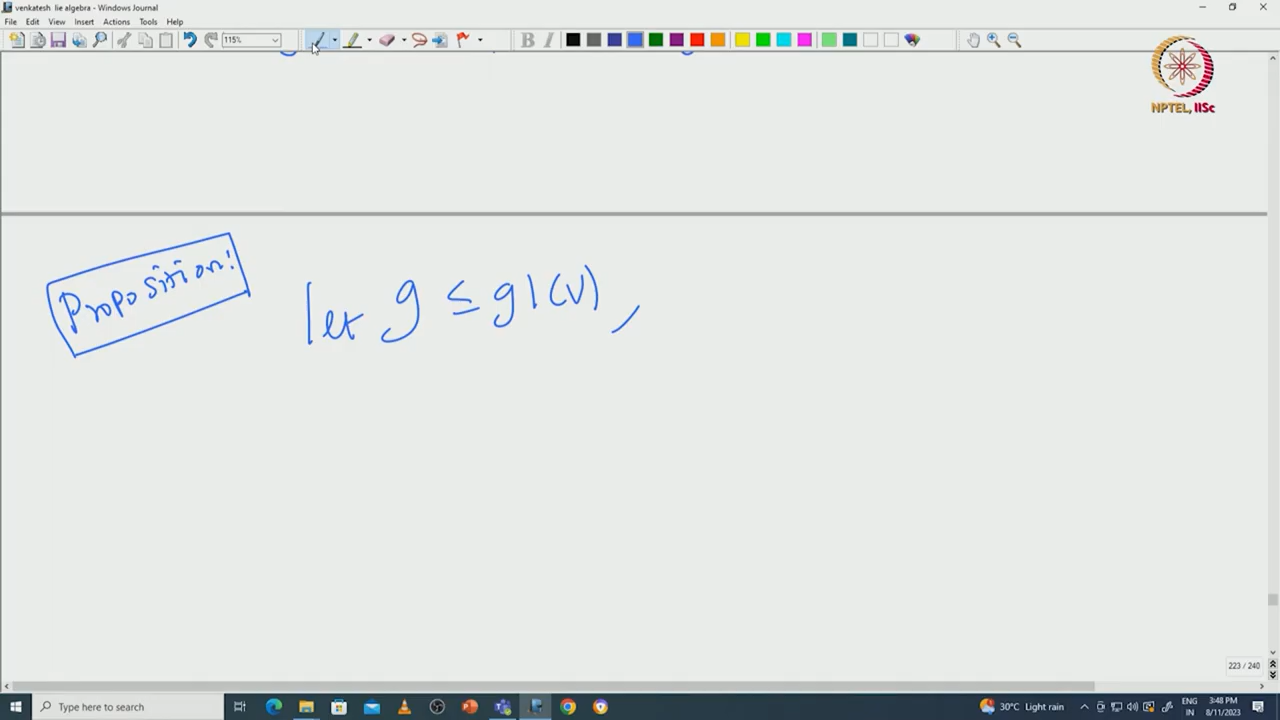 venkatesh lie algebra - Windows Journal
File Edit View Insert Actions Tools Help
115%
NPTEL, IISc
Proposition!
let g ≤ gl(V),
223 / 240
Type here to search
30°C Light rain
ENG
IN
3:48 PM
8/11/2023